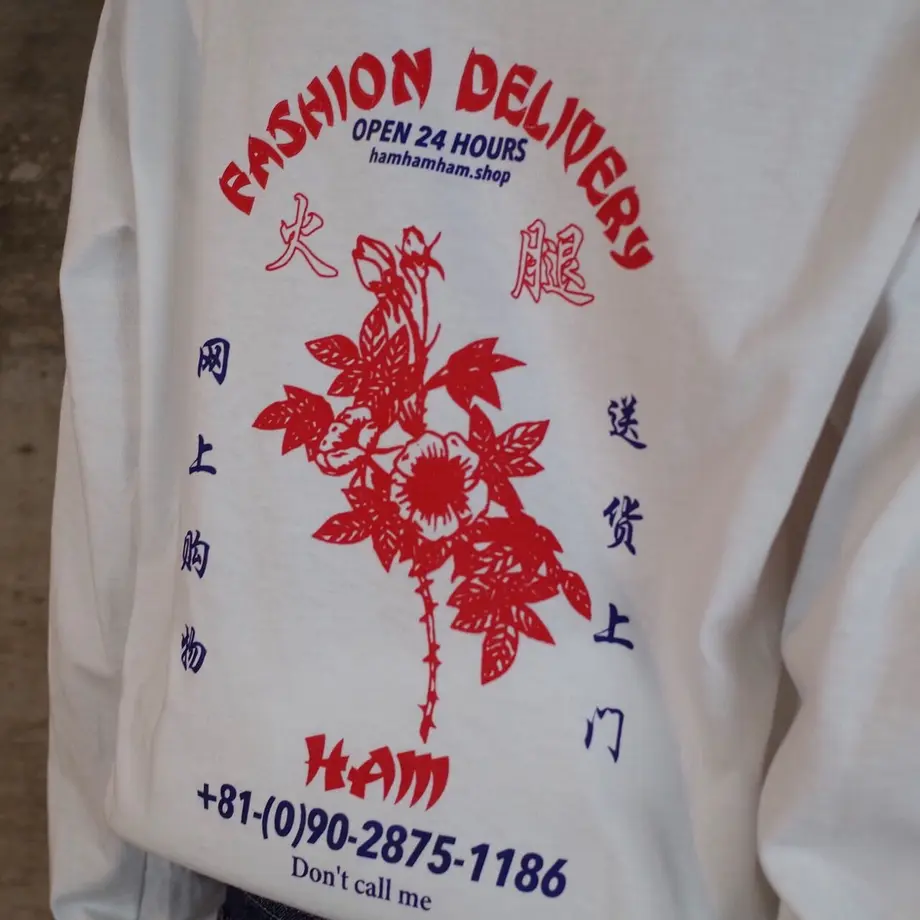 FASHION DELIVERY
OPEN 24 HOURS
hamhamham.shop
火腿
网上购物
送货上门
HAM
+81-(0)90-2875-1186
Don't call me